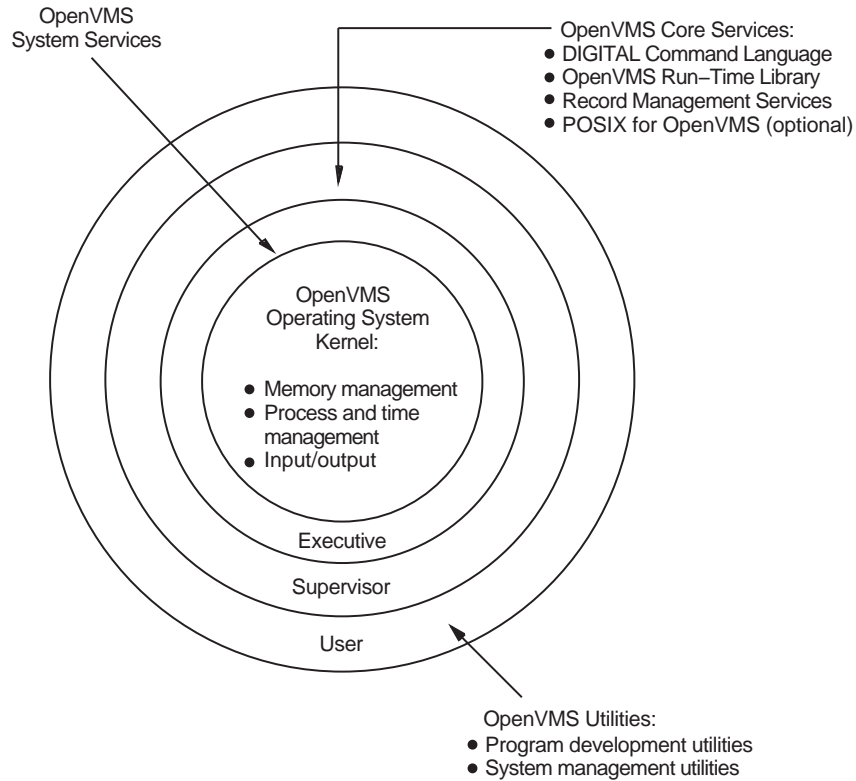 OpenVMS
System Services
OpenVMS Core Services:
● DIGITAL Command Language
● OpenVMS Run–Time Library
● Record Management Services
● POSIX for OpenVMS (optional)
OpenVMS
Operating System
Kernel:
● Memory management
● Process and time
management
● Input/output
Executive
Supervisor
User
OpenVMS Utilities:
● Program development utilities
● System management utilities